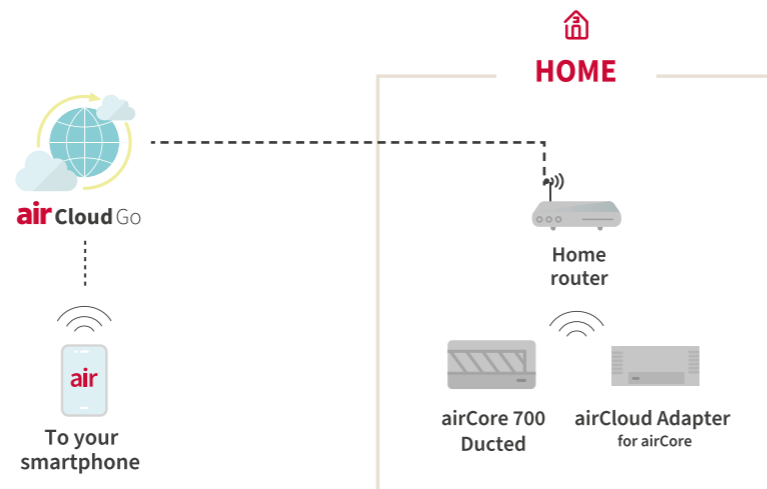 HOME
air Cloud Go
Home
router
air
To your
smartphone
airCore 700
Ducted
airCloud Adapter
for airCore